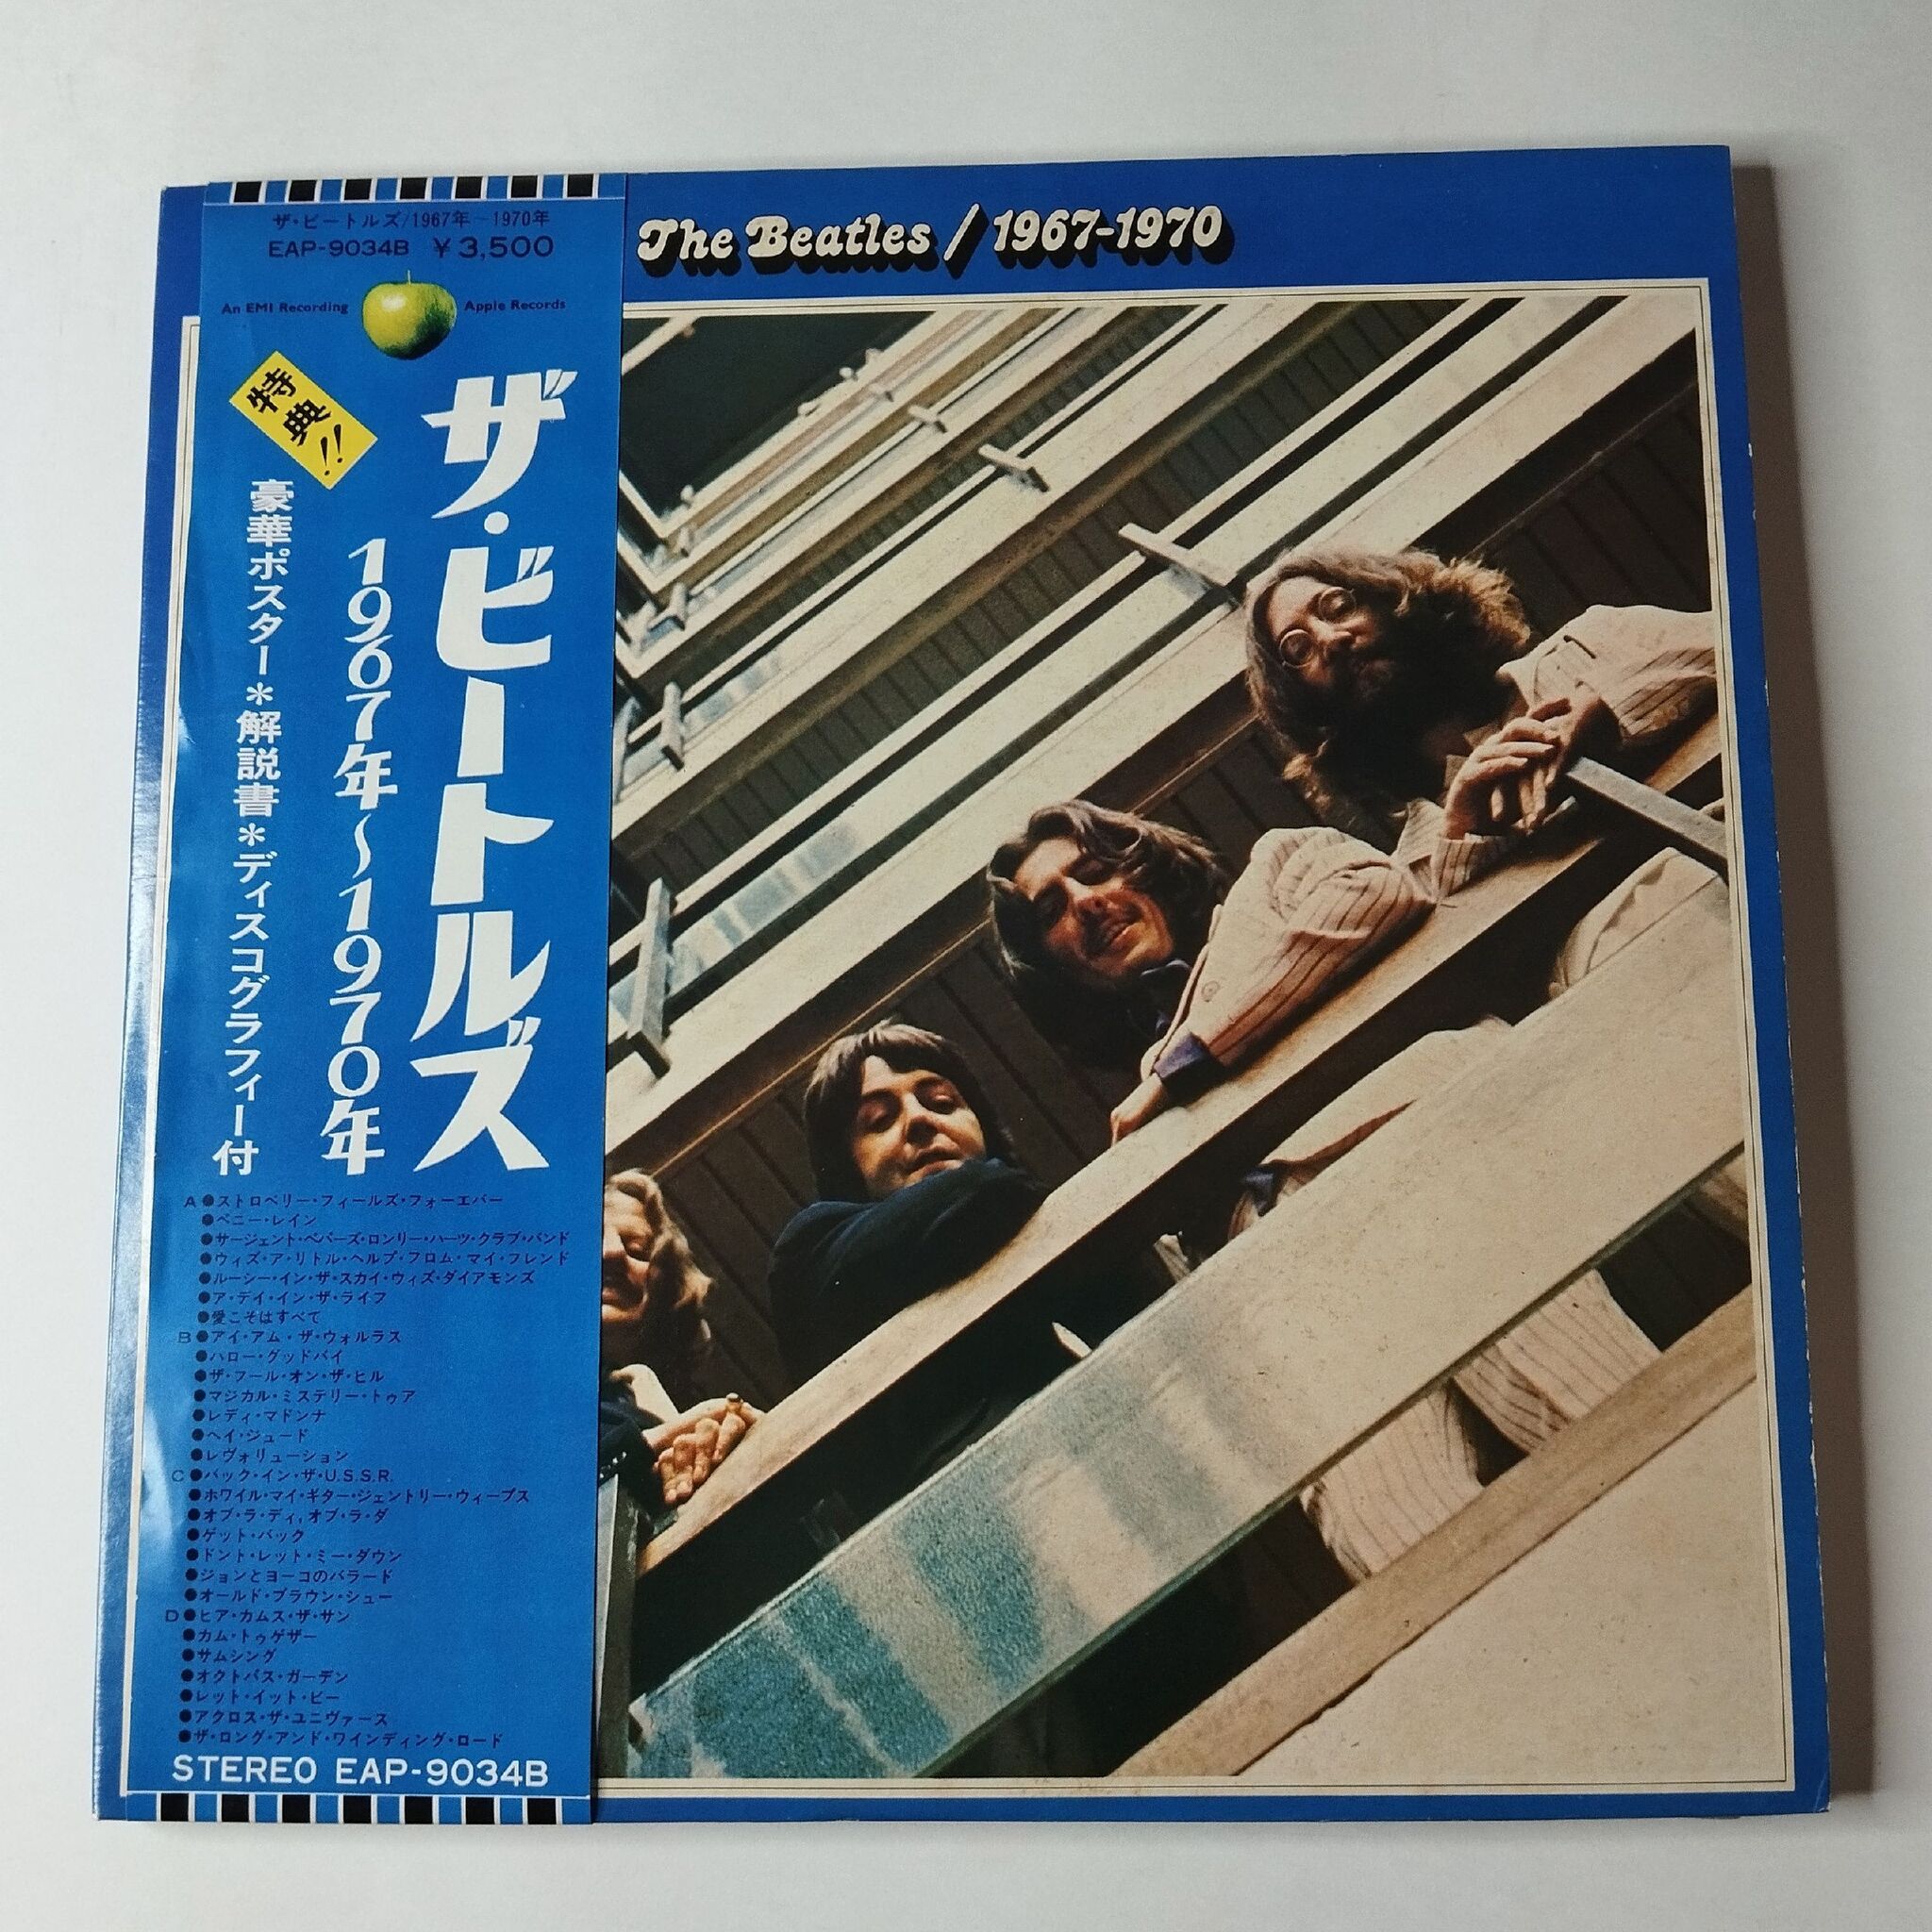 ザ・ビートルズ/1967年~1970年
EAP-9034B ¥3,500
An EMI Recording
Apple Records
The Beatles / 1967-1970
特典!!
ザ・ビートルズ
1967年~1970年
豪華ポスター*解説書*ディスコグラフィー付
A●ストロベリー・フィールズ・フォーエバー
●ペニー・レイン
●サージェント・ペパーズ・ロンリー・ハーツ・クラブ・バンド
●ウィズ・ア・リトル・ヘルプ・フロム・マイ・フレンド
●ルーシー・イン・ザ・スカイ・ウィズ・ダイアモンズ
●ア・デイ・イン・ザ・ライフ
●愛こそはすべて
B●アイ・アム・ザ・ウォルラス
●ハロー・グッドバイ
●ザ・フール・オン・ザ・ヒル
●マジカル・ミステリー・トゥア
●レディ・マドンナ
●ヘイ・ジュード
●レヴォリューション
C●バック・イン・ザ・U.S.S.R.
●ホワイル・マイ・ギター・ジェントリー・ウィープス
●オブ・ラ・ディ,オブ・ラ・ダ
●ゲット・バック
●ドント・レット・ミー・ダウン
●ジョンとヨーコのバラード
●オールド・ブラウン・シュー
D●ヒア・カムス・ザ・サン
●カム・トゥゲザー
●サムシング
●オクトパス・ガーデン
●レット・イット・ビー
●アクロス・ザ・ユニヴァース
●ザ・ロング・アンド・ワインディング・ロード
STEREO EAP-9034B